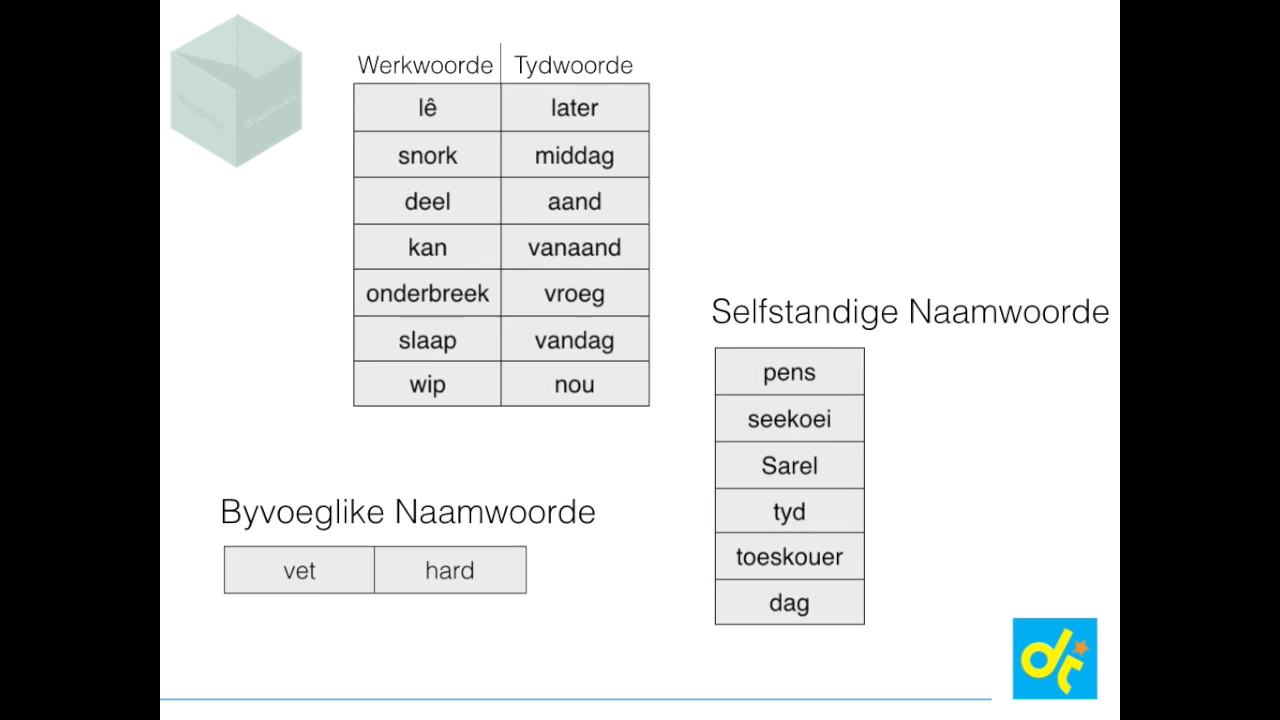 Werkwoorde Tydwoorde
lê later
snork middag
deel aand
kan vanaand
onderbreek vroeg
slaap vandag
wip nou
Selfstandige Naamwoorde
pens
seekoei
Sarel
tyd
toeskouer
dag
Byvoeglike Naamwoorde
vet hard
dt